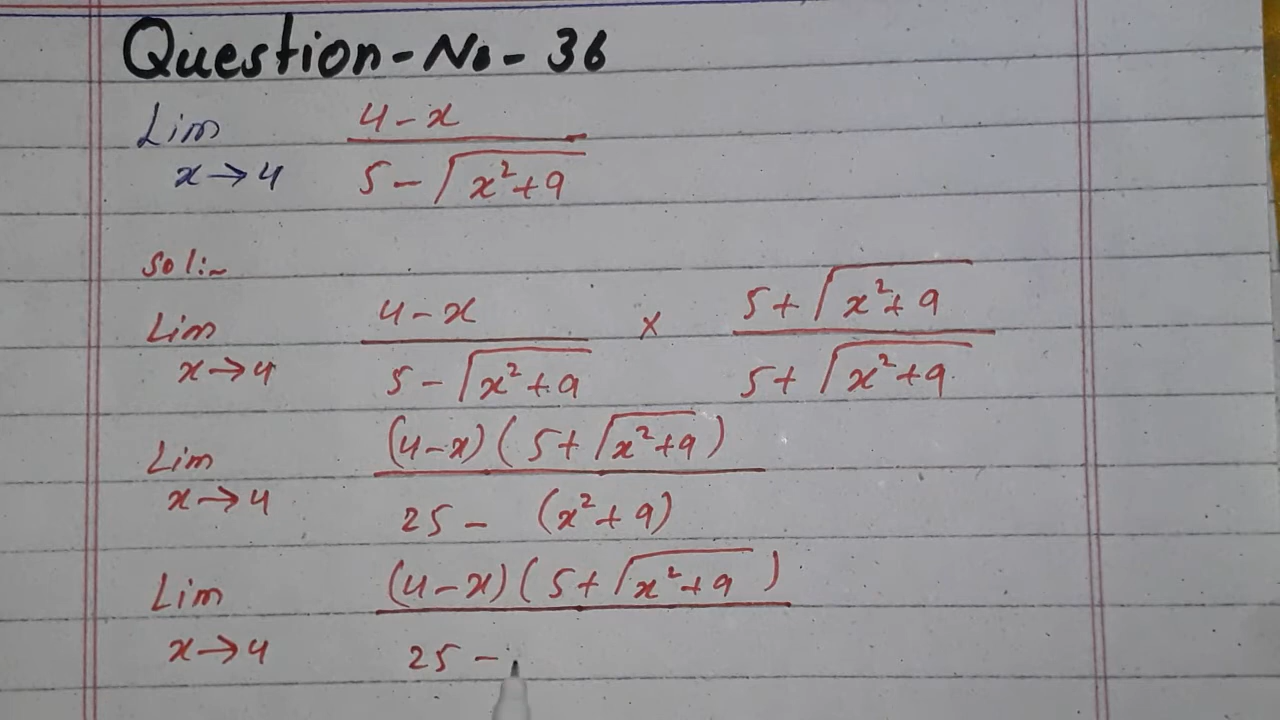 Question-No-36
Lim x→4 4-x / 5-√x²+9
Sol:~
Lim x→4 4-x / 5-√x²+9 × 5+√x²+9 / 5+√x²+9
Lim x→4 (4-x)(5+√x²+9) / 25-(x²+9)
Lim x→4 (4-x)(5+√x²+9) / 25-